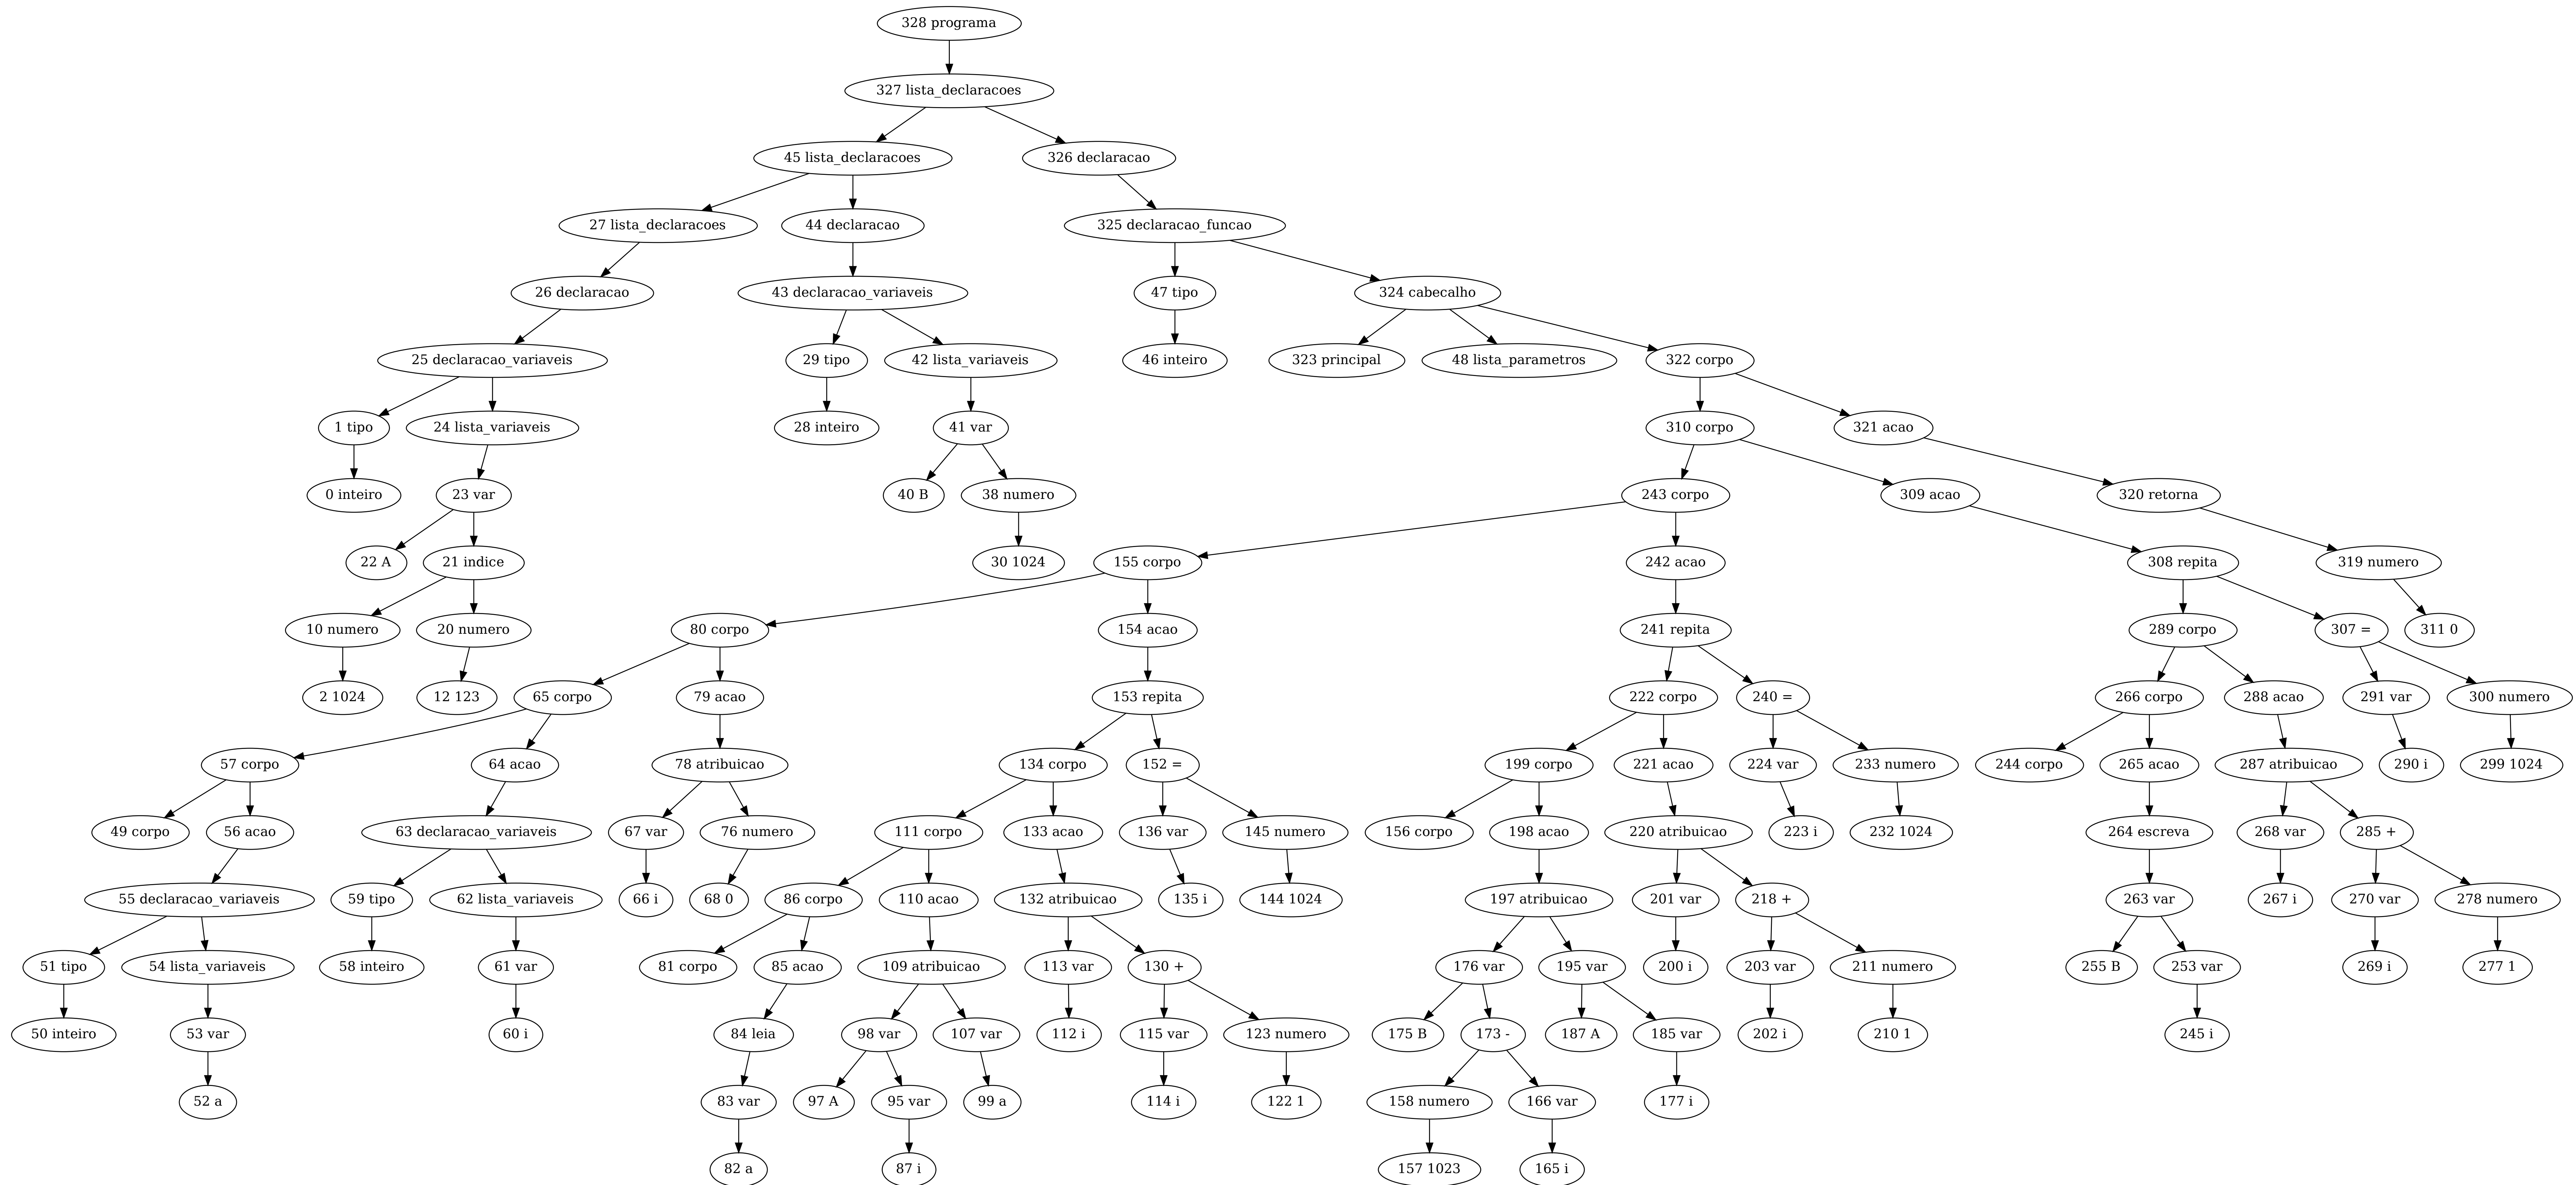 328 programa
327 lista_declaracoes
45 lista_declaracoes
326 declaracao
27 lista_declaracoes
44 declaracao
325 declaracao_funcao
26 declaracao
43 declaracao_variaveis
47 tipo
324 cabecalho
25 declaracao_variaveis
29 tipo
42 lista_variaveis
46 inteiro
323 principal
48 lista_parametros
322 corpo
1 tipo
24 lista_variaveis
28 inteiro
41 var
310 corpo
321 acao
0 inteiro
23 var
40 B
38 numero
243 corpo
309 acao
320 retorna
22 A
21 indice
30 1024
155 corpo
242 acao
308 repita
319 numero
10 numero
20 numero
80 corpo
154 acao
241 repita
289 corpo
307 =
311 0
2 1024
12 123
65 corpo
79 acao
153 repita
222 corpo
240 =
266 corpo
288 acao
291 var
300 numero
57 corpo
64 acao
78 atribuicao
134 corpo
152 =
199 corpo
221 acao
224 var
233 numero
244 corpo
265 acao
287 atribuicao
290 i
299 1024
49 corpo
56 acao
63 declaracao_variaveis
67 var
76 numero
111 corpo
133 acao
136 var
145 numero
156 corpo
198 acao
220 atribuicao
223 i
232 1024
264 escreva
268 var
285 +
55 declaracao_variaveis
59 tipo
62 lista_variaveis
66 i
68 0
86 corpo
110 acao
132 atribuicao
135 i
144 1024
197 atribuicao
201 var
218 +
263 var
267 i
270 var
278 numero
51 tipo
54 lista_variaveis
58 inteiro
61 var
81 corpo
85 acao
109 atribuicao
113 var
130 +
176 var
195 var
200 i
203 var
211 numero
255 B
253 var
269 i
277 1
50 inteiro
53 var
60 i
84 leia
98 var
107 var
112 i
115 var
123 numero
175 B
173 -
187 A
185 var
202 i
210 1
245 i
52 a
83 var
97 A
95 var
99 a
114 i
122 1
158 numero
166 var
177 i
82 a
87 i
157 1023
165 i